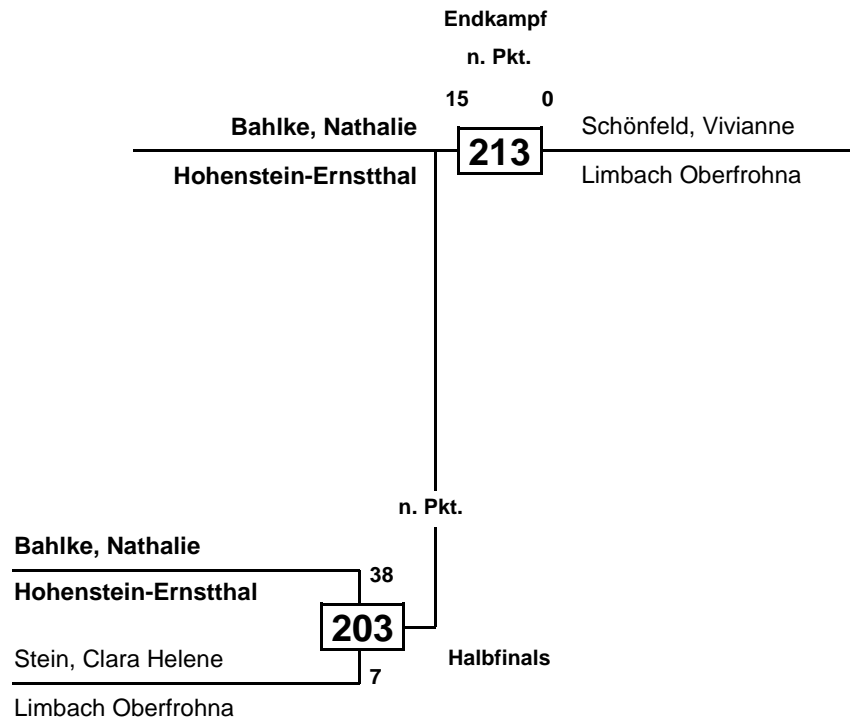 Endkampf
n. Pkt.
15 0
Bahlke, Nathalie
Hohenstein-Ernstthal
213
Schönfeld, Vivianne
Limbach Oberfrohna
n. Pkt.
Bahlke, Nathalie
Hohenstein-Ernstthal
38
203
Halbfinals
Stein, Clara Helene
7
Limbach Oberfrohna